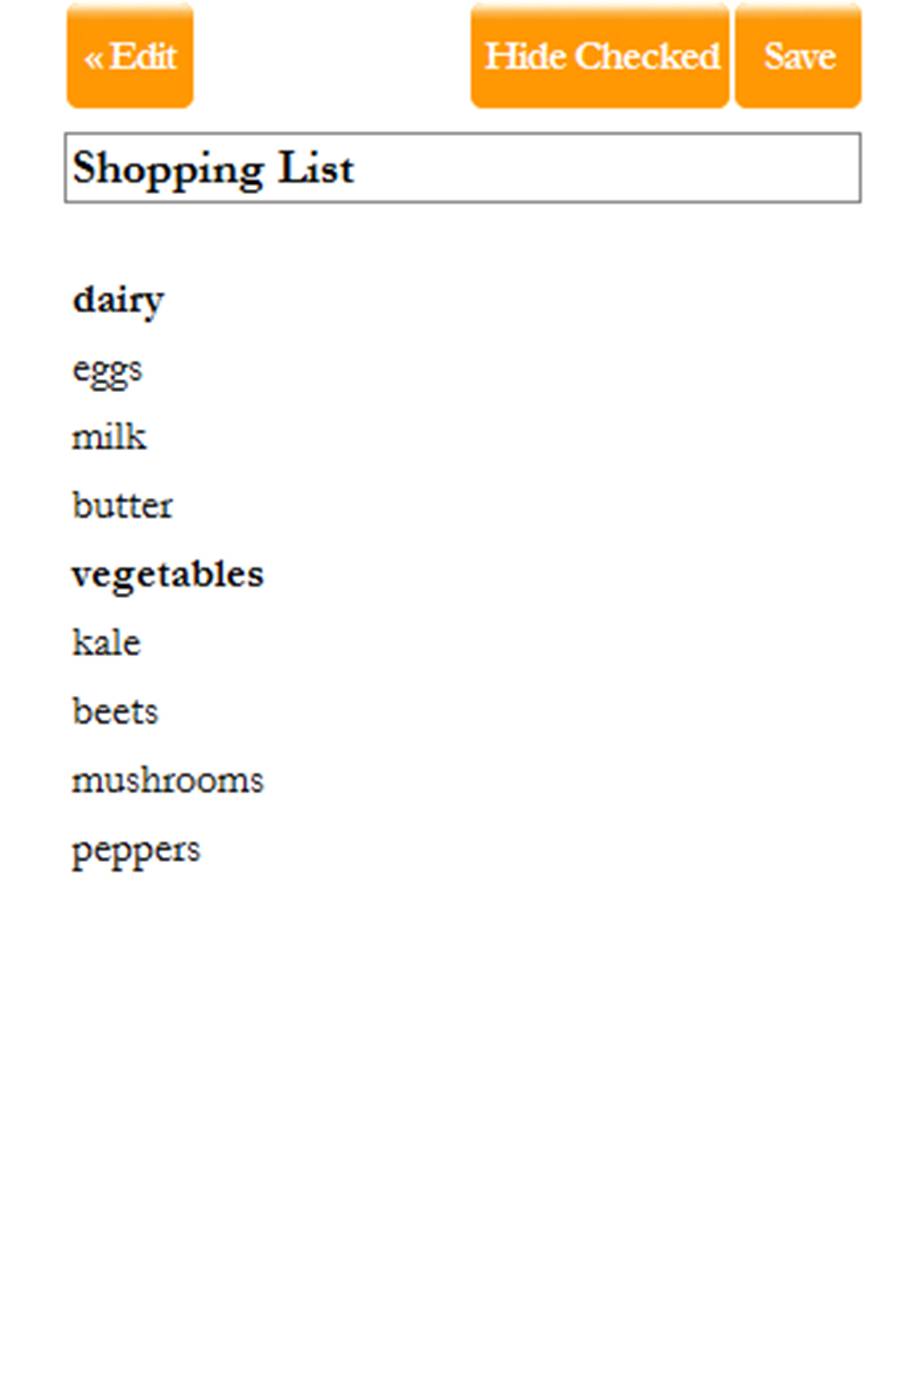 « Edit Hide Checked Save
Shopping List
dairy
eggs
milk
butter
vegetables
kale
beets
mushrooms
peppers